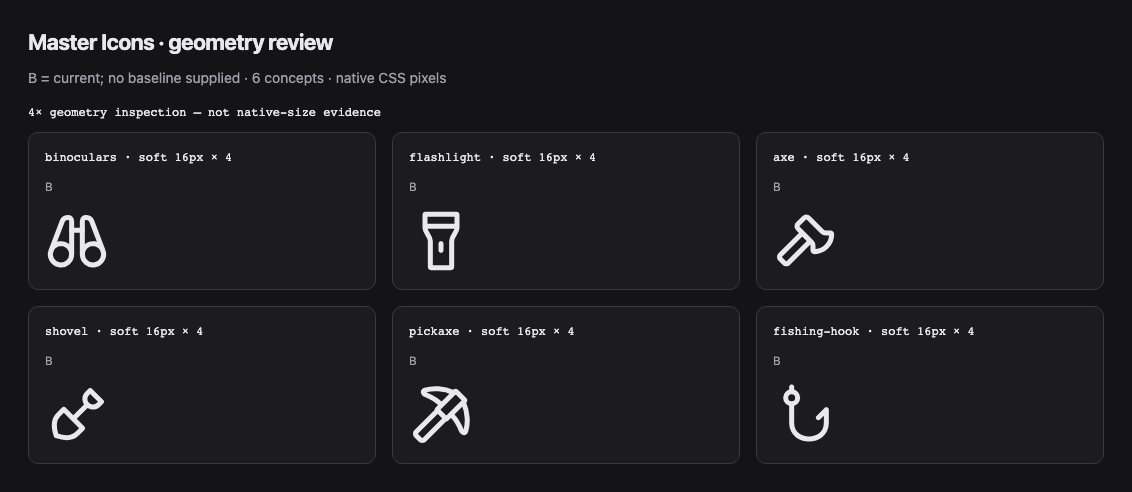 Master Icons · geometry review
B = current; no baseline supplied · 6 concepts · native CSS pixels
4× geometry inspection — not native-size evidence
binoculars · soft 16px × 4
B
flashlight · soft 16px × 4
B
axe · soft 16px × 4
B
shovel · soft 16px × 4
B
pickaxe · soft 16px × 4
B
fishing-hook · soft 16px × 4
B